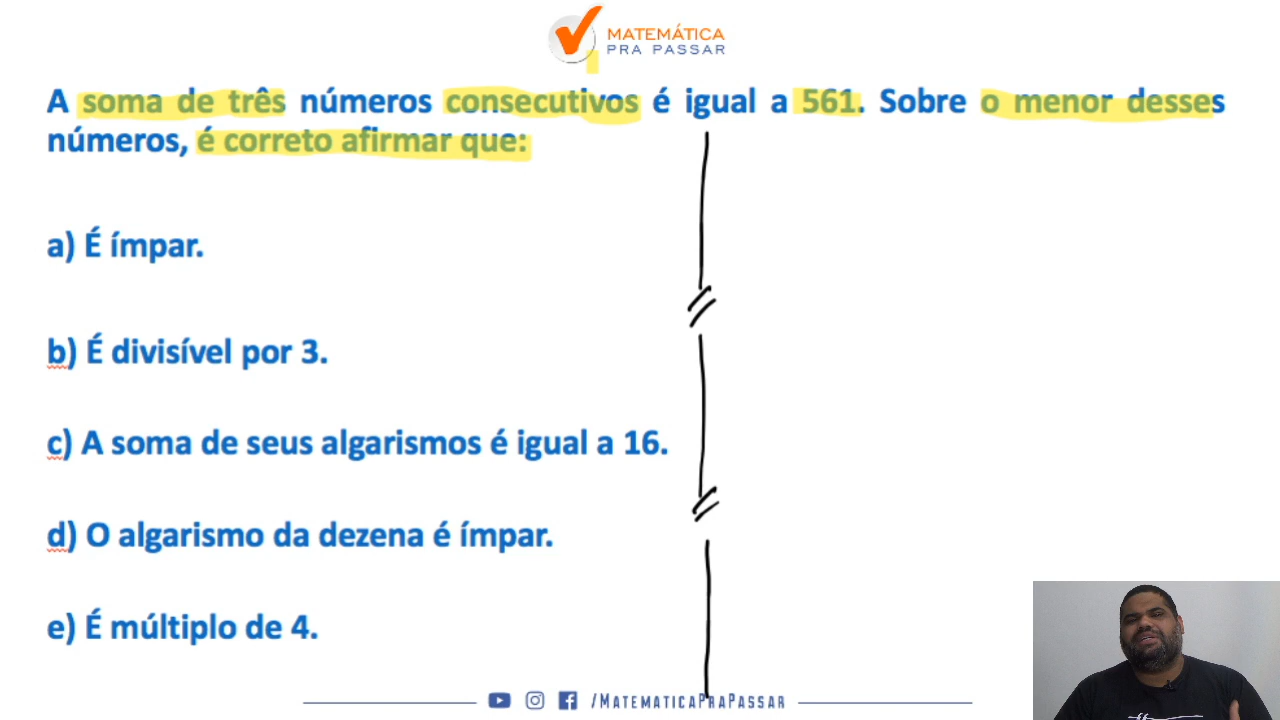 MATEMÁTICA
PRA PASSAR
A soma de três números consecutivos é igual a 561. Sobre o menor desses
números, é correto afirmar que:
a) É ímpar.
b) É divisível por 3.
c) A soma de seus algarismos é igual a 16.
d) O algarismo da dezena é ímpar.
e) É múltiplo de 4.
/MATEMATICAPRAPASSAR